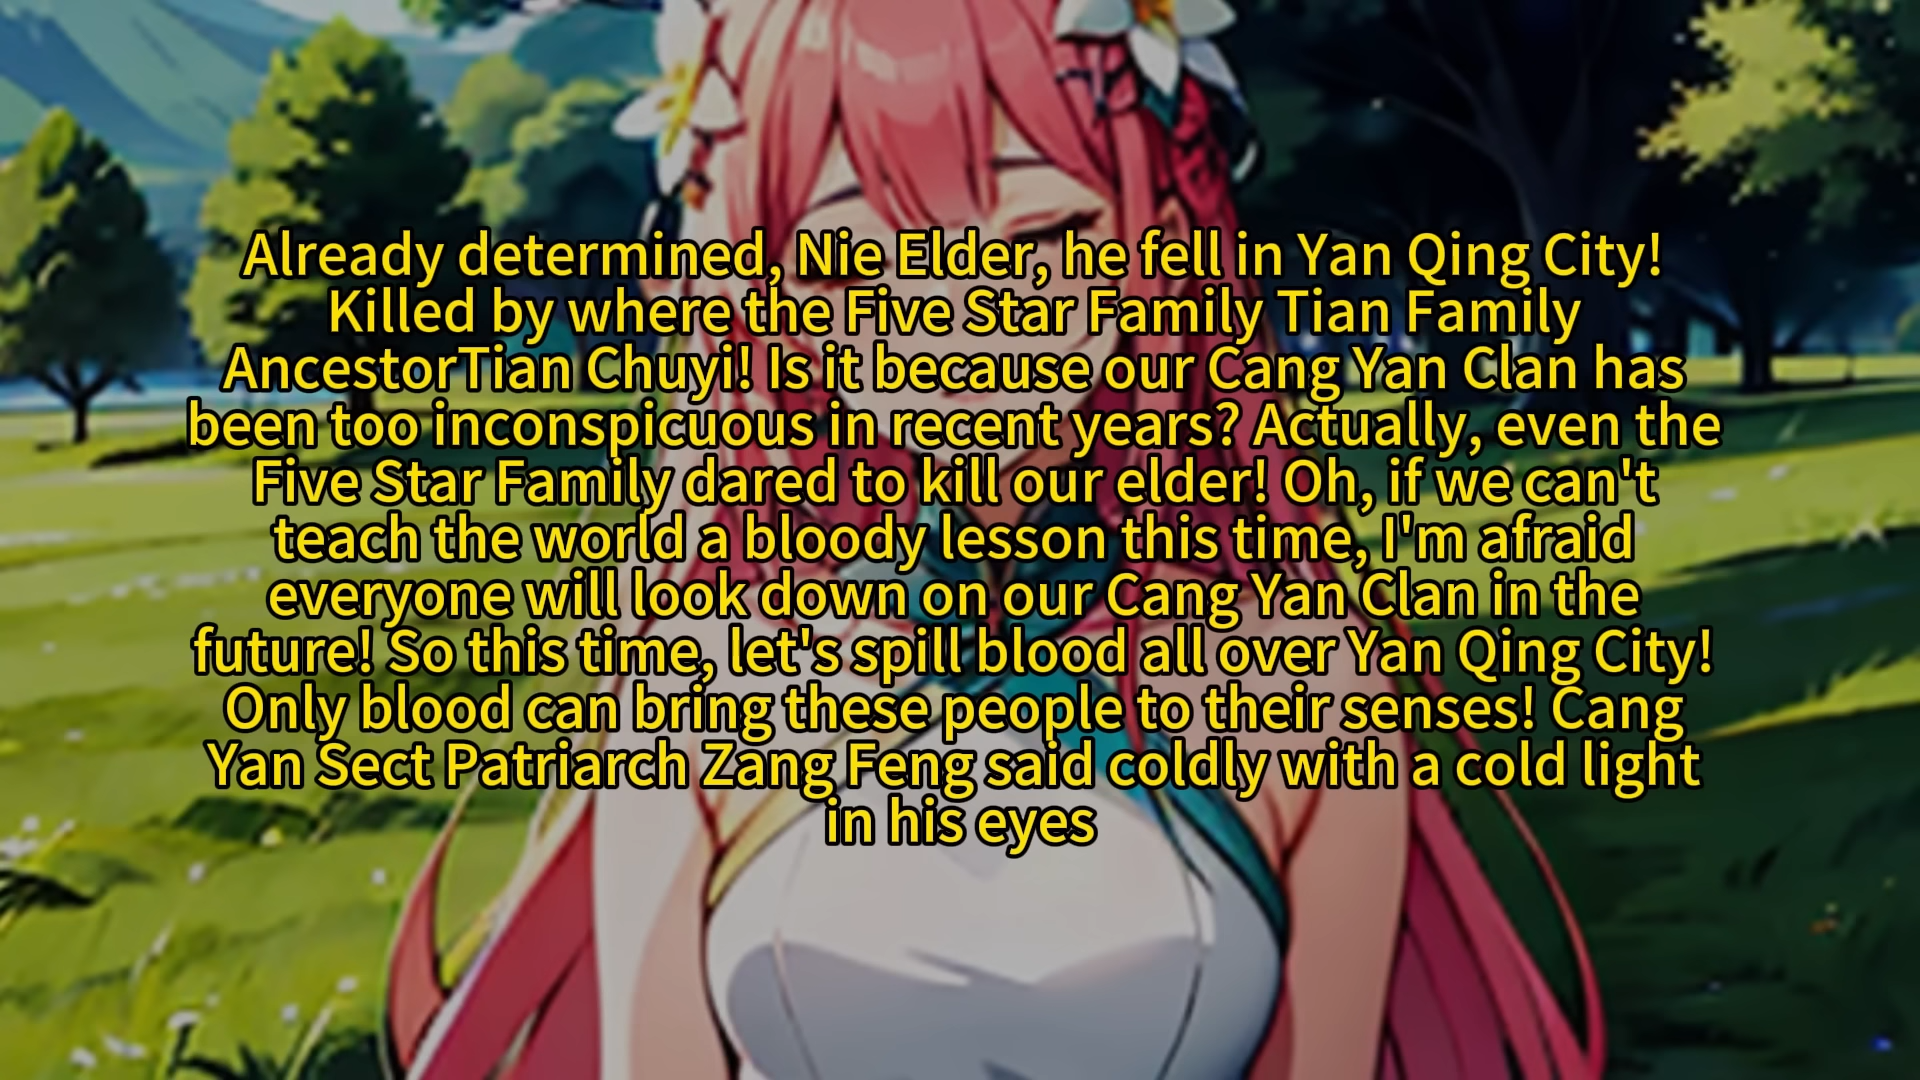 Already determined, Nie Elder, he fell in Yan Qing City!
Killed by where the Five Star Family Tian Family
AncestorTian Chuyi! Is it because our Cang Yan Clan has
been too inconspicuous in recent years? Actually, even the
Five Star Family dared to kill our elder! Oh, if we can't
teach the world a bloody lesson this time, I'm afraid
everyone will look down on our Cang Yan Clan in the
future! So this time, let's spill blood all over Yan Qing City!
Only blood can bring these people to their senses! Cang
Yan Sect Patriarch Zang Feng said coldly with a cold light
in his eyes